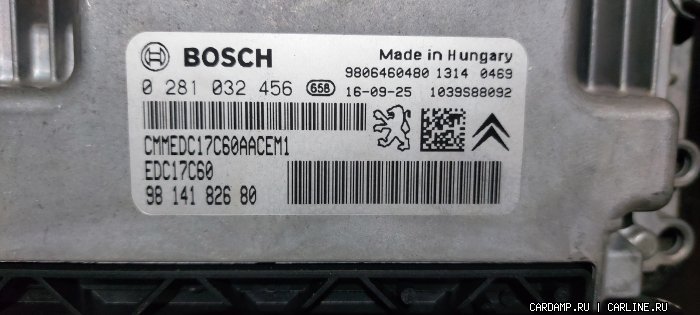 BOSCH
Made in Hungary
9806460480 1314 0469
0 281 032 456 658 16-09-25 1039S88092
CMMEDC17C60AACEM1
EDC17C60
98 141 826 80
CARDAMP.RU | CARLINE.RU